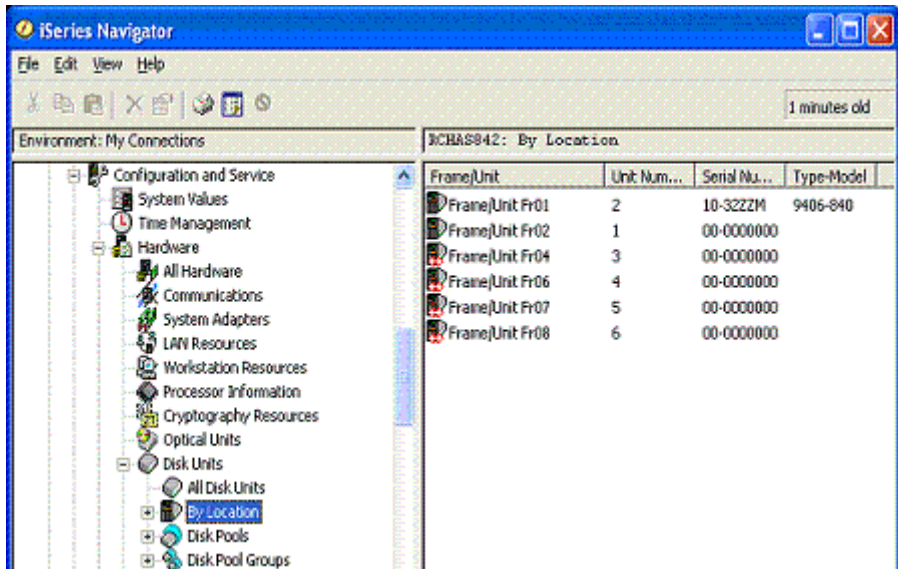 iSeries Navigator
File Edit View Help
1 minutes old
Environment: My Connections
RCHAS842: By Location
Configuration and Service
System Values
Time Management
Hardware
All Hardware
Communications
System Adapters
LAN Resources
Workstation Resources
Processor Information
Cryptography Resources
Optical Units
Disk Units
All Disk Units
By Location
Disk Pools
Disk Pool Groups
Frame/Unit Unit Num... Serial Nu... Type-Model
Frame/Unit Fr01 2 10-32ZZM 9406-840
Frame/Unit Fr02 1 00-0000000
Frame/Unit Fr04 3 00-0000000
Frame/Unit Fr06 4 00-0000000
Frame/Unit Fr07 5 00-0000000
Frame/Unit Fr08 6 00-0000000